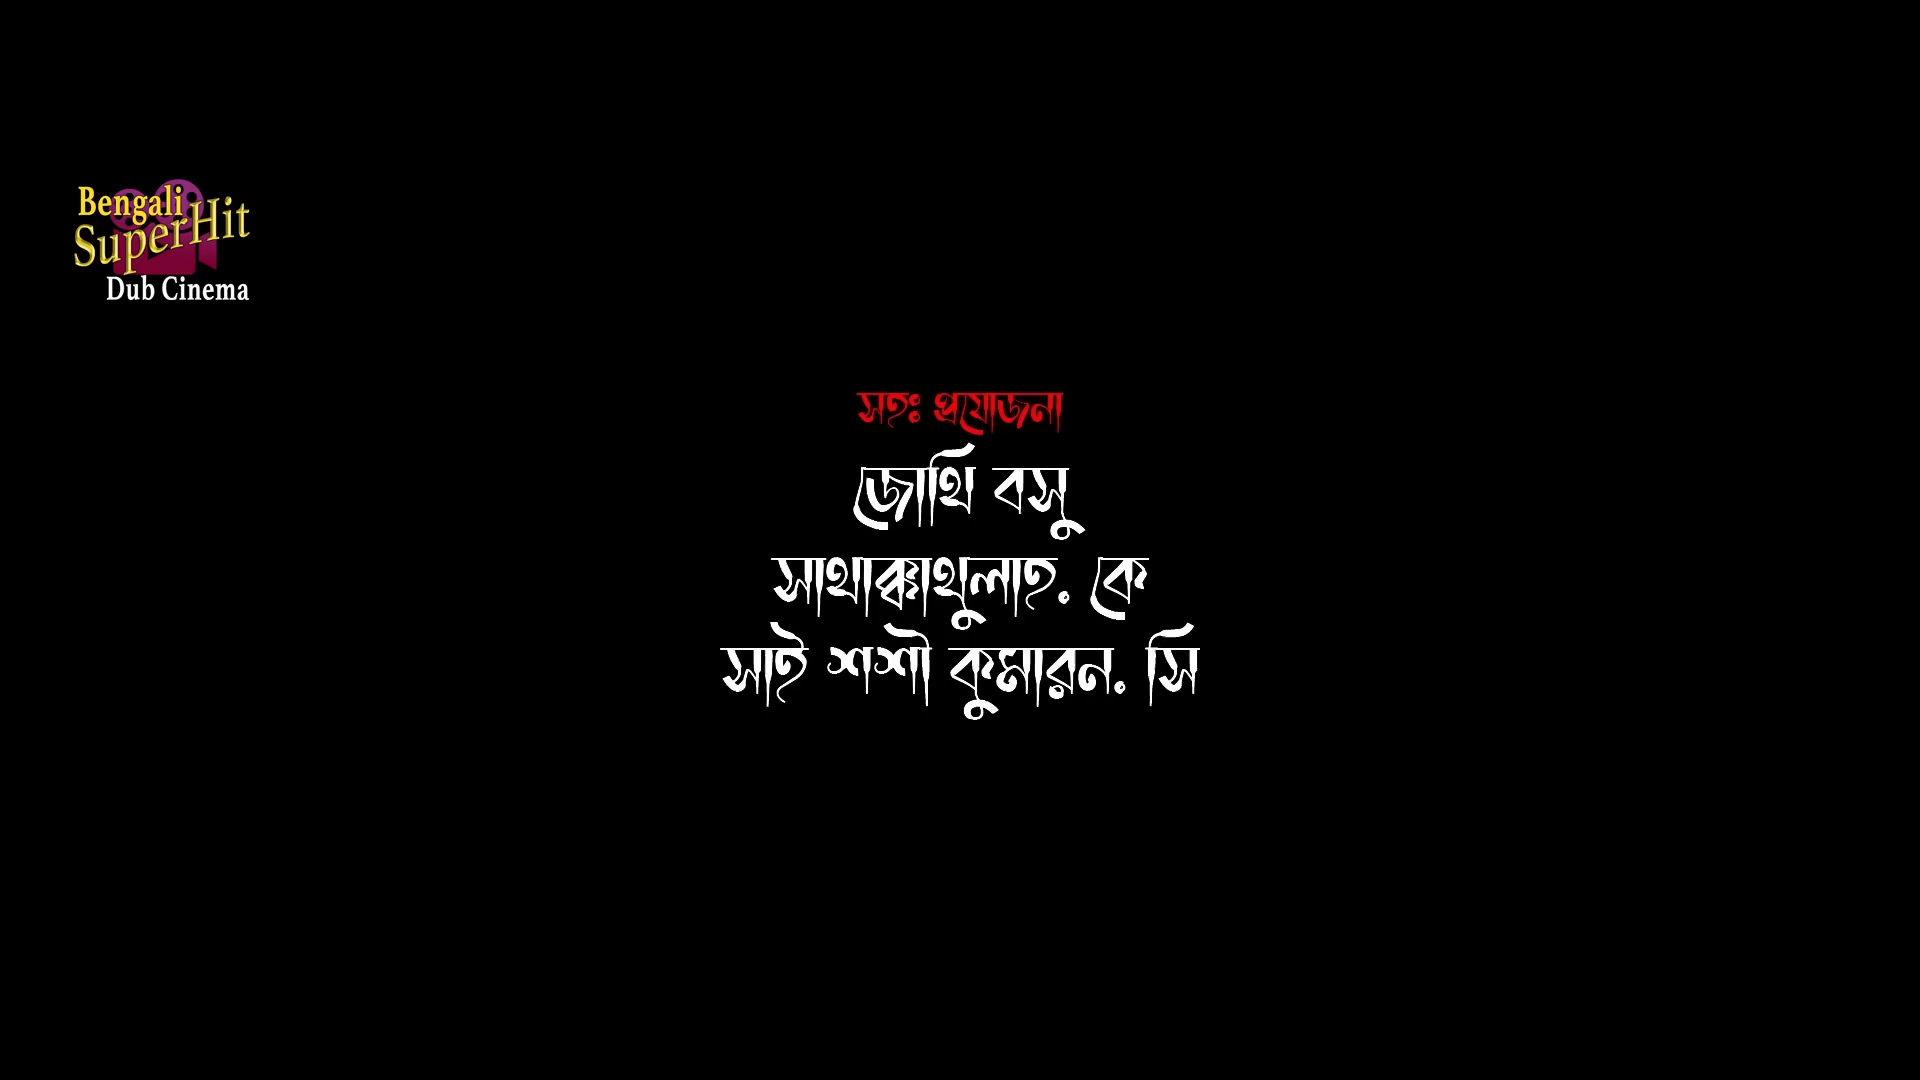 Bengali
SuperHit
Dub Cinema
সহঃ প্রযোজনা
জোথি বসু
সাথাক্কাথুলাহ. কে
সাই শশী কুমারন. সি